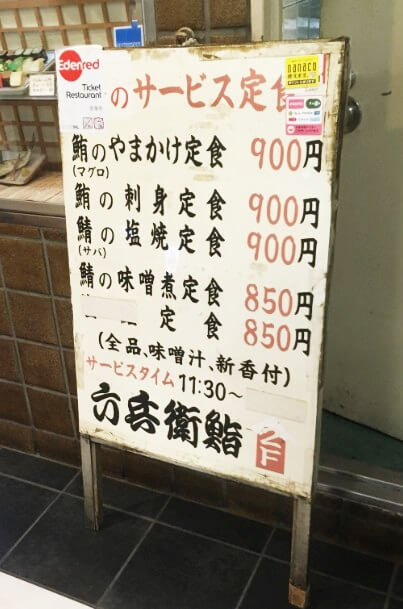 Edenred
Ticket
Restaurant
nanaco
のサービス定食
鮪のやまかけ定食 900円
(マグロ)
鮪の刺身定食 900円
鯖の塩焼定食 900円
(サバ)
鯖の味噌煮定食 850円
定食 850円
(全品、味噌汁、新香付)
サービスタイム 11:30~
六兵衛鮨